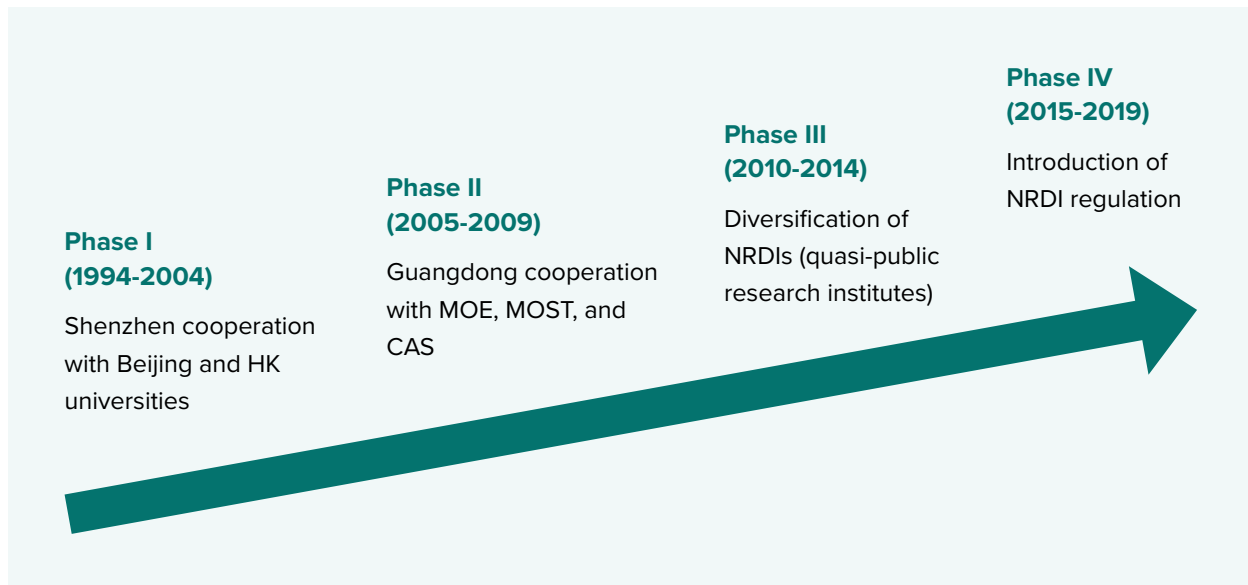 Phase I
(1994-2004)
Shenzhen cooperation
with Beijing and HK
universities
Phase II
(2005-2009)
Guangdong cooperation
with MOE, MOST, and
CAS
Phase III
(2010-2014)
Diversification of
NRDIs (quasi-public
research institutes)
Phase IV
(2015-2019)
Introduction of
NRDI regulation